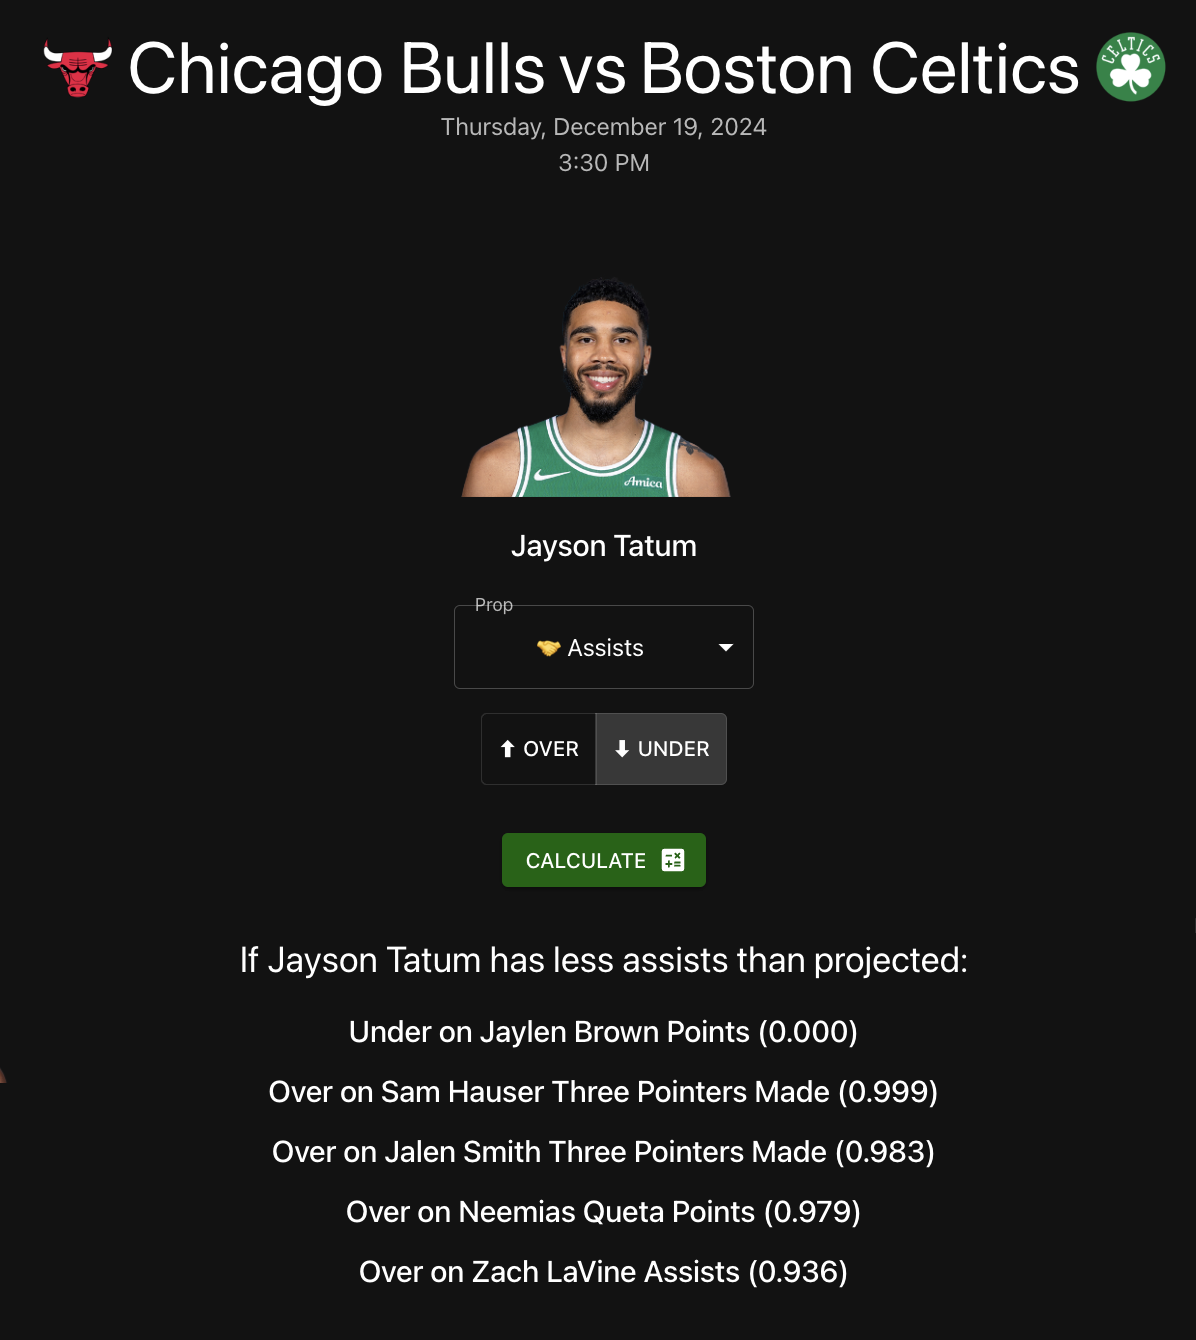 Chicago Bulls vs Boston Celtics
CELTICS
Thursday, December 19, 2024
3:30 PM
Amica
Jayson Tatum
Prop
Assists
OVER UNDER
CALCULATE
If Jayson Tatum has less assists than projected:
Under on Jaylen Brown Points (0.000)
Over on Sam Hauser Three Pointers Made (0.999)
Over on Jalen Smith Three Pointers Made (0.983)
Over on Neemias Queta Points (0.979)
Over on Zach LaVine Assists (0.936)